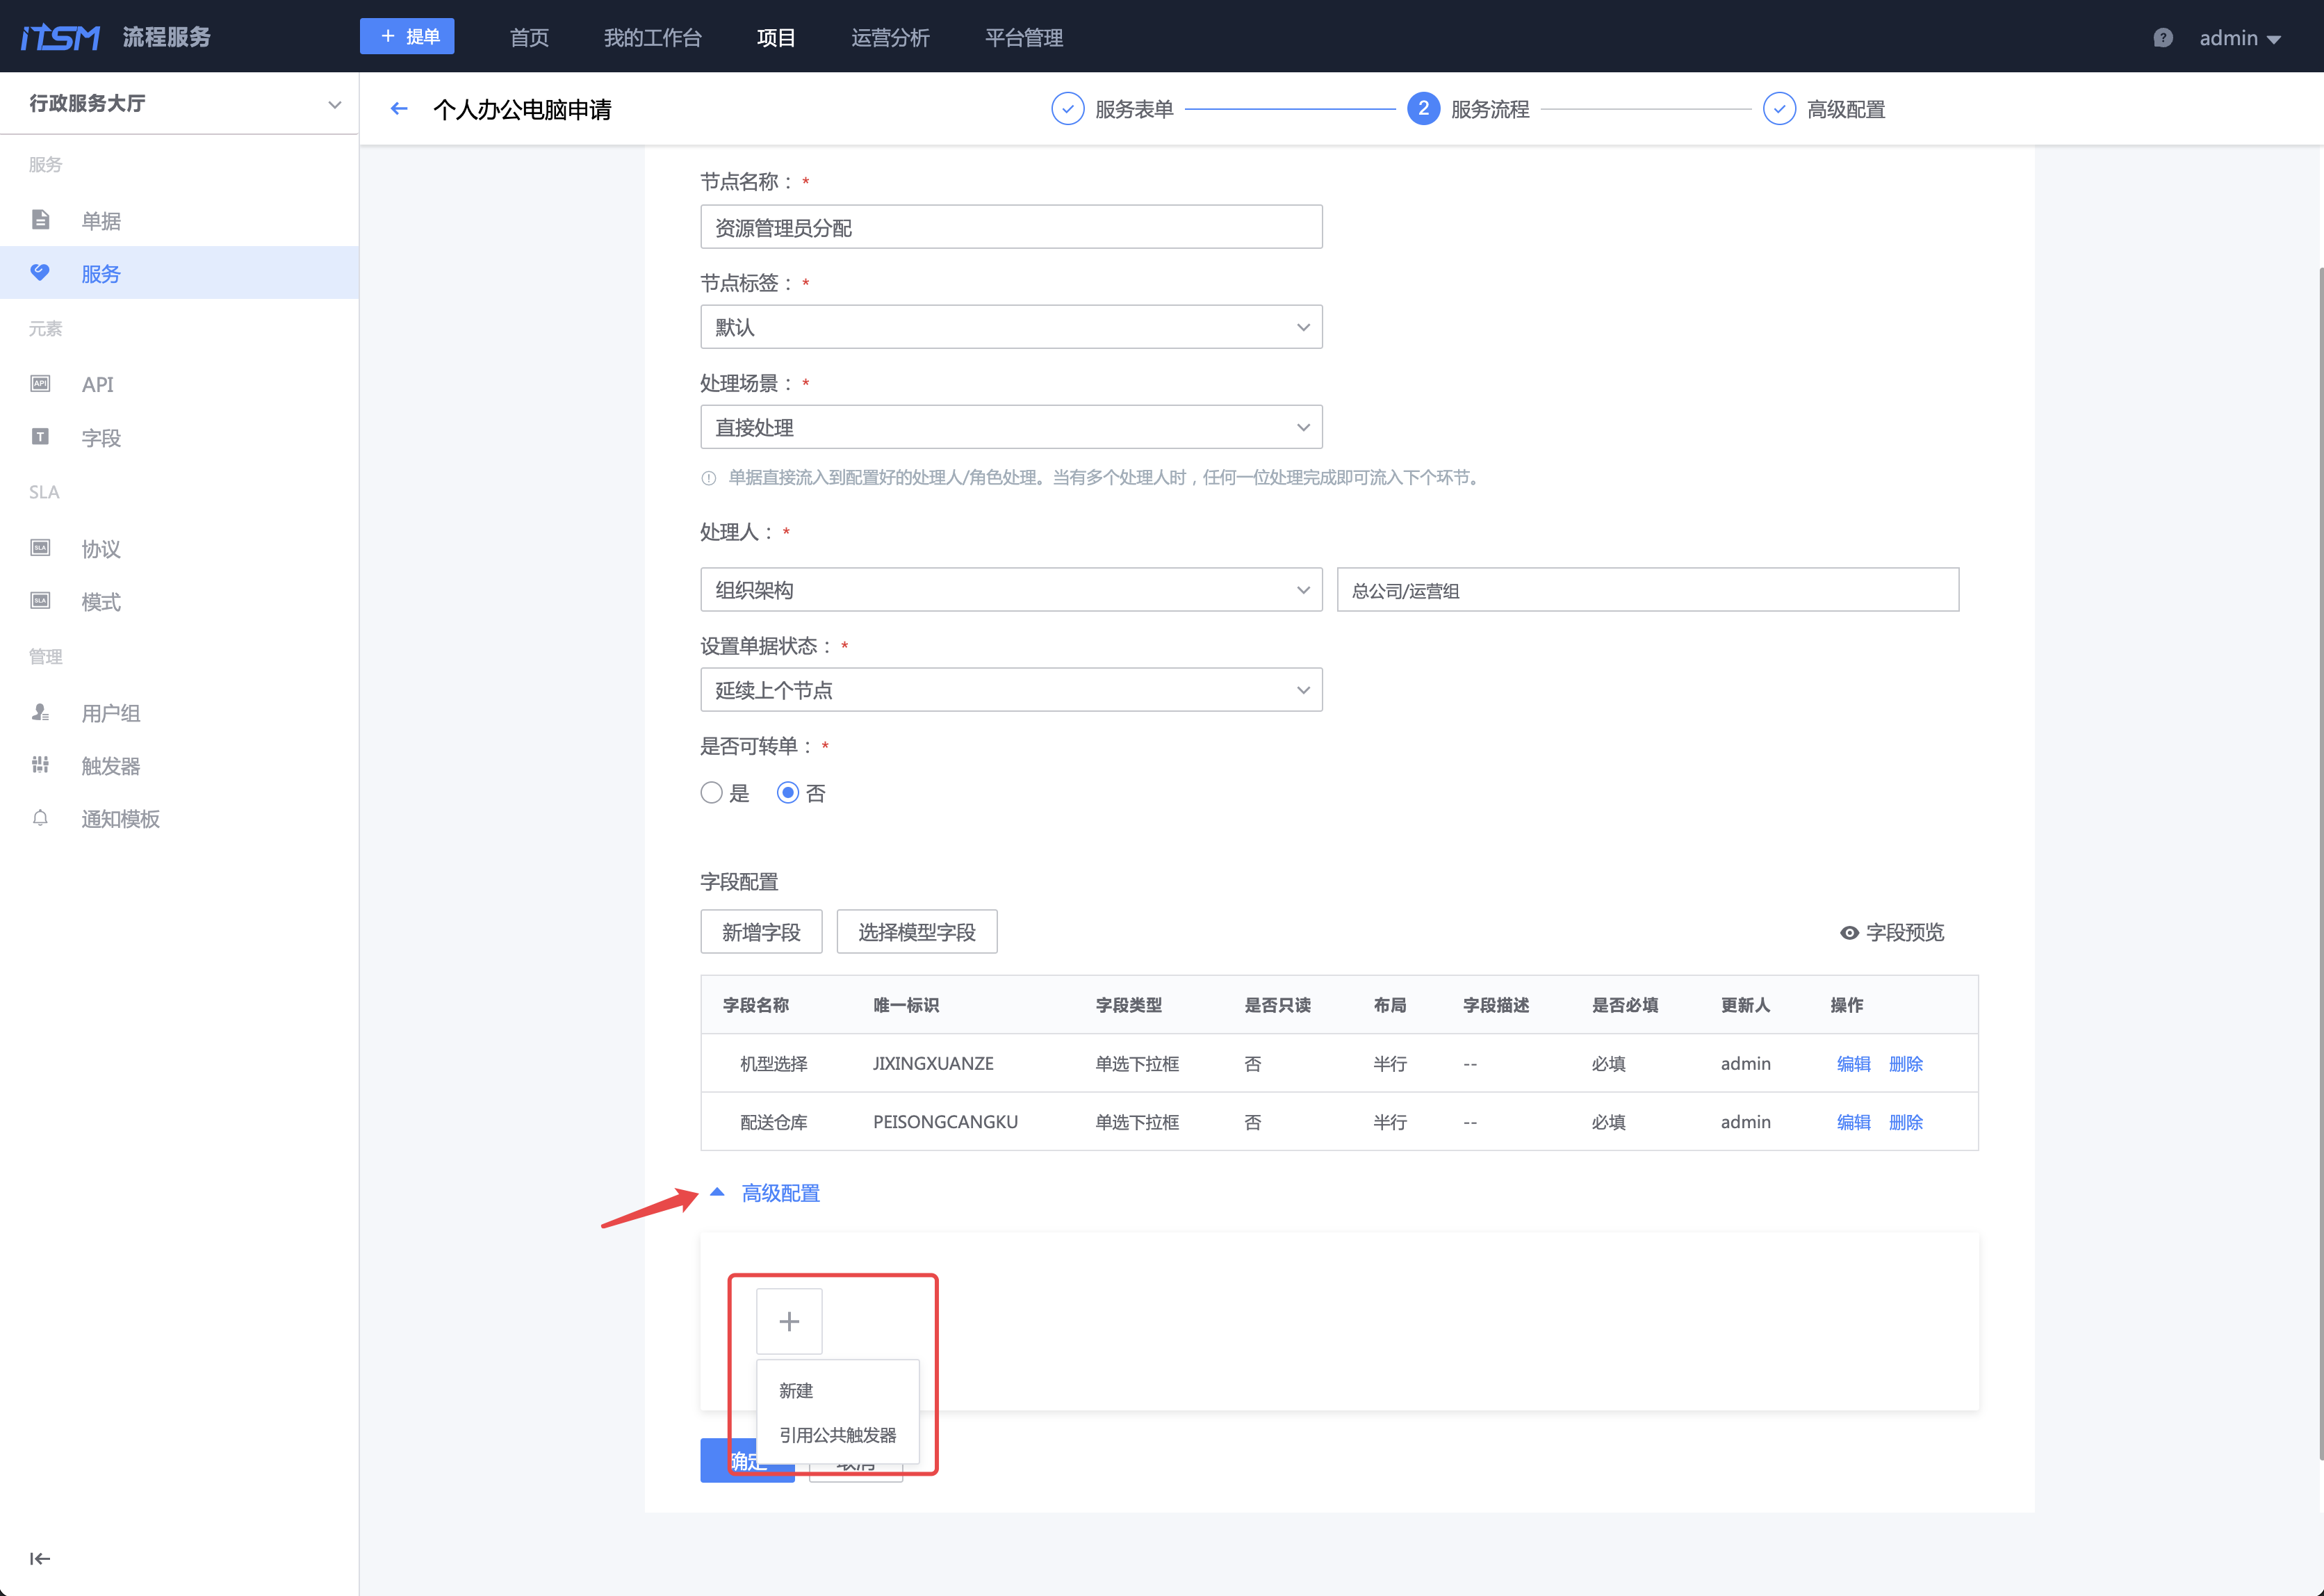 iTSM 流程服务
+ 提单
首页
我的工作台
项目
运营分析
平台管理
admin
行政服务大厅
服务
单据
服务
元素
API
字段
SLA
协议
模式
管理
用户组
触发器
通知模板
个人办公电脑申请
服务表单
2 服务流程
高级配置
节点名称： *
资源管理员分配
节点标签： *
默认
处理场景： *
直接处理
单据直接流入到配置好的处理人/角色处理。当有多个处理人时，任何一位处理完成即可流入下个环节。
处理人： *
组织架构
总公司/运营组
设置单据状态： *
延续上个节点
是否可转单： *
是 否
字段配置
新增字段 选择模型字段 字段预览
字段名称 唯一标识 字段类型 是否只读 布局 字段描述 是否必填 更新人 操作
机型选择 JIXINGXUANZE 单选下拉框 否 半行 -- 必填 admin 编辑 删除
配送仓库 PEISONGCANGKU 单选下拉框 否 半行 -- 必填 admin 编辑 删除
高级配置
新建
引用公共触发器
确定 取消